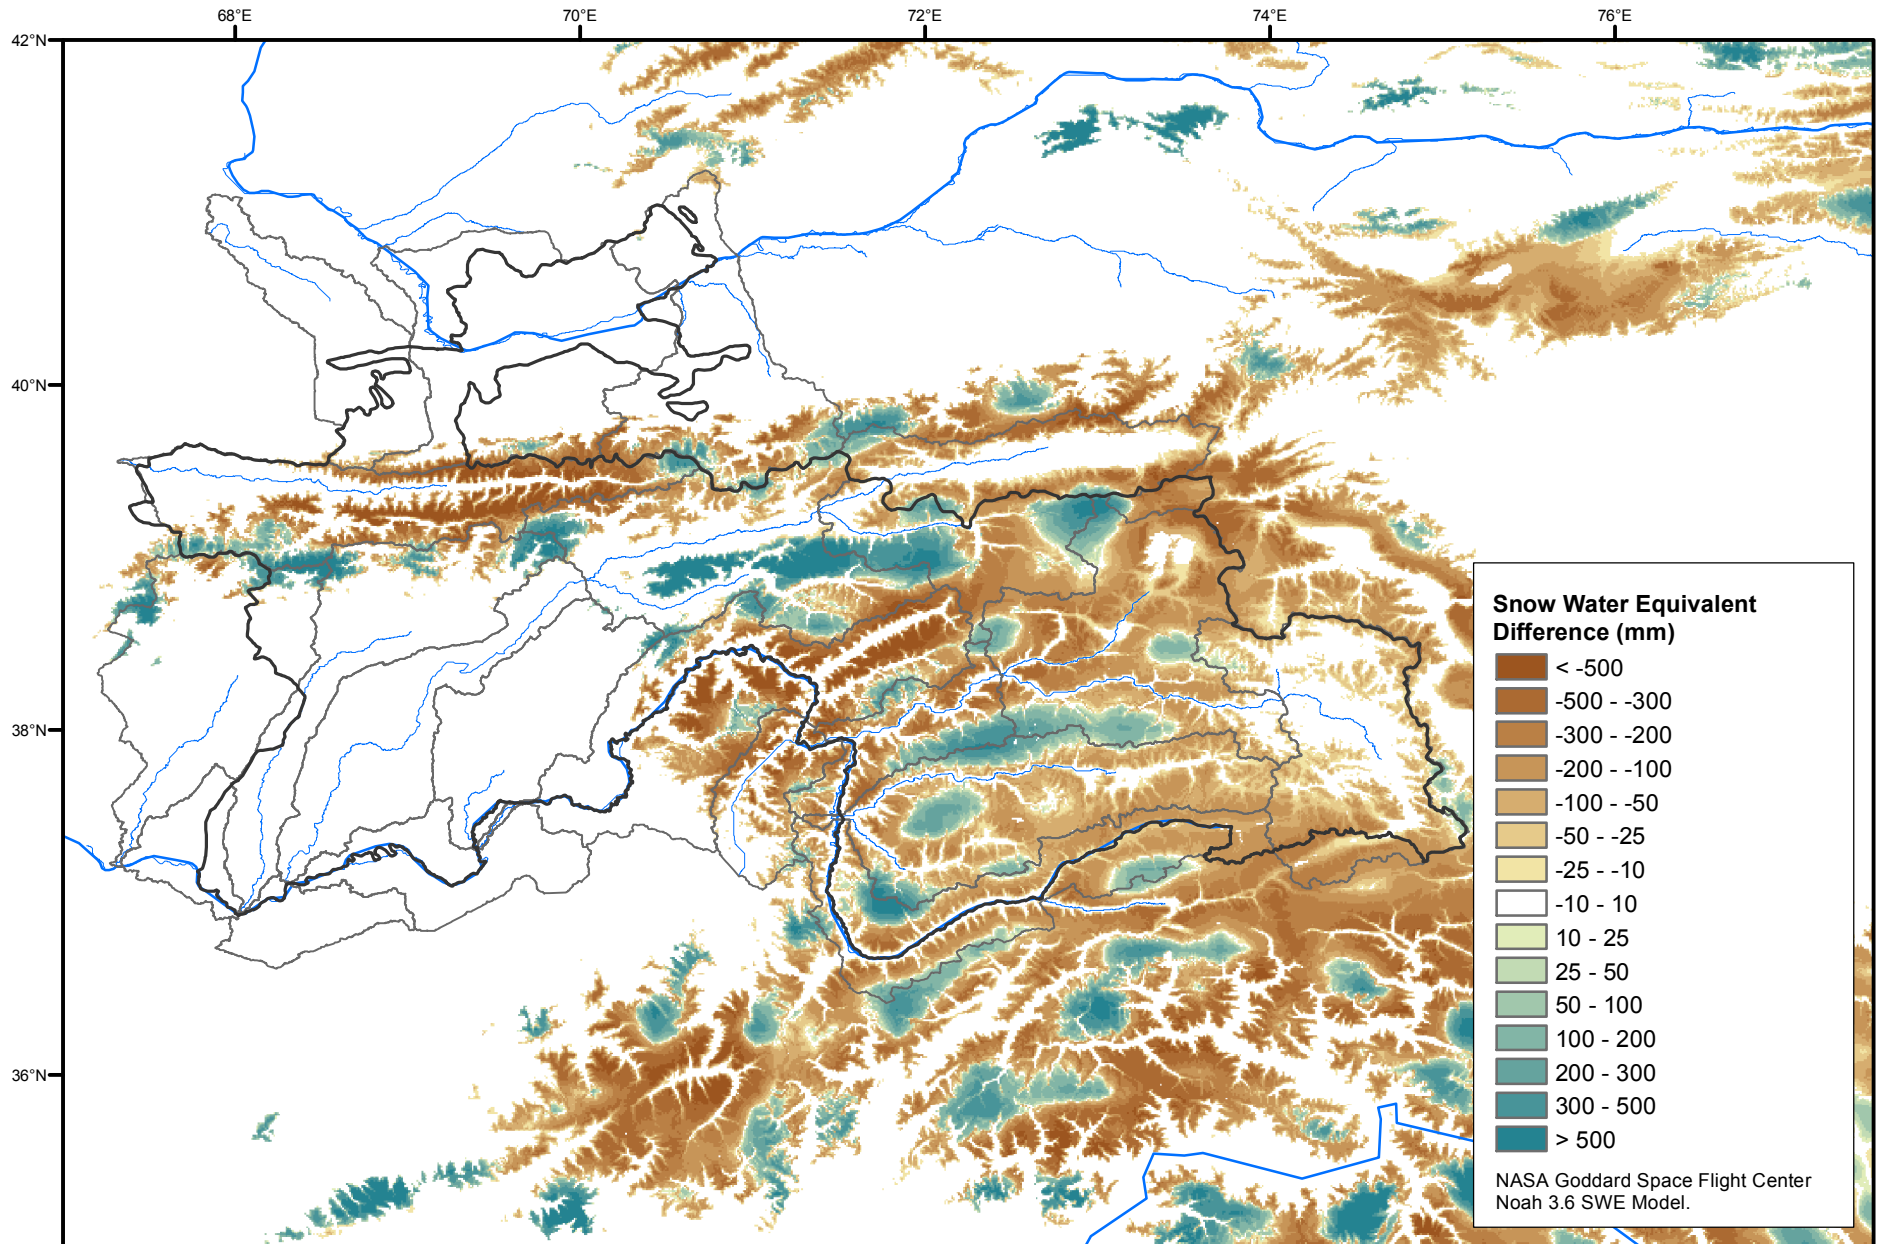 68°E 70°E 72°E 74°E 76°E
42°N
40°N
38°N
36°N
Snow Water Equivalent
Difference (mm)
< -500
-500 - -300
-300 - -200
-200 - -100
-100 - -50
-50 - -25
-25 - -10
-10 - 10
10 - 25
25 - 50
50 - 100
100 - 200
200 - 300
300 - 500
> 500
NASA Goddard Space Flight Center
Noah 3.6 SWE Model.